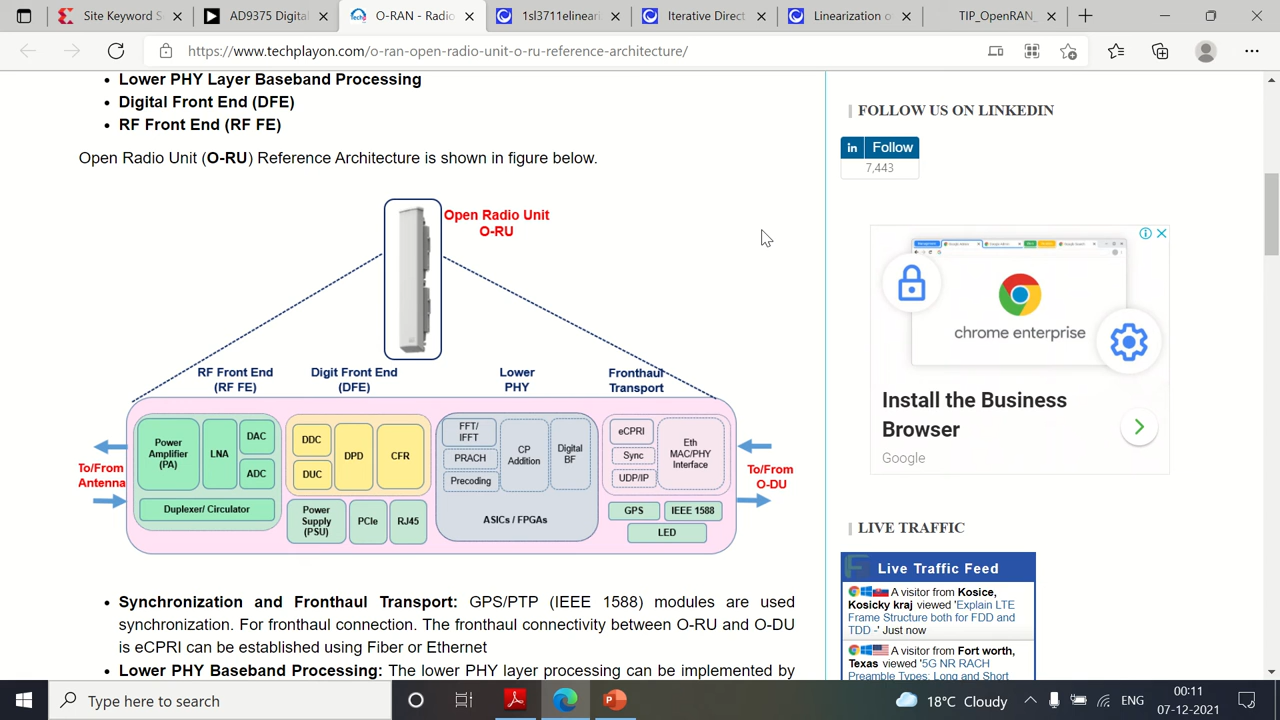 Site Keyword S
AD9375 Digital
O-RAN - Radio
1sl3711elinear
Iterative Direct
Linearization o
TIP_OpenRAN_
https://www.techplayon.com/o-ran-open-radio-unit-o-ru-reference-architecture/
• Lower PHY Layer Baseband Processing
• Digital Front End (DFE)
• RF Front End (RF FE)
Open Radio Unit (O-RU) Reference Architecture is shown in figure below.
Open Radio Unit
O-RU
RF Front End
(RF FE)
Digit Front End
(DFE)
Lower
PHY
Fronthaul
Transport
To/From
Antenna
Power
Amplifier
(PA)
LNA
DAC
ADC
Duplexer/ Circulator
DDC
DUC
DPD
CFR
Power
Supply
(PSU)
PCIe
RJ45
FFT/
IFFT
PRACH
Precoding
CP
Addition
Digital
BF
ASICs / FPGAs
eCPRI
Sync
UDP/IP
Eth
MAC/PHY
Interface
GPS
IEEE 1588
LED
To/From
O-DU
• Synchronization and Fronthaul Transport: GPS/PTP (IEEE 1588) modules are used
synchronization. For fronthaul connection. The fronthaul connectivity between O-RU and O-DU
is eCPRI can be established using Fiber or Ethernet
• Lower PHY Baseband Processing: The lower PHY layer processing can be implemented by
FOLLOW US ON LINKEDIN
in Follow
7,443
chrome enterprise
Install the Business
Browser
Google
LIVE TRAFFIC
Live Traffic Feed
A visitor from Kosice,
Kosicky kraj viewed 'Explain LTE
Frame Structure both for FDD and
TDD -' Just now
A visitor from Fort worth,
Texas viewed '5G NR RACH
Preamble Types: Long and Short
Type here to search
18°C Cloudy
ENG
00:11
07-12-2021